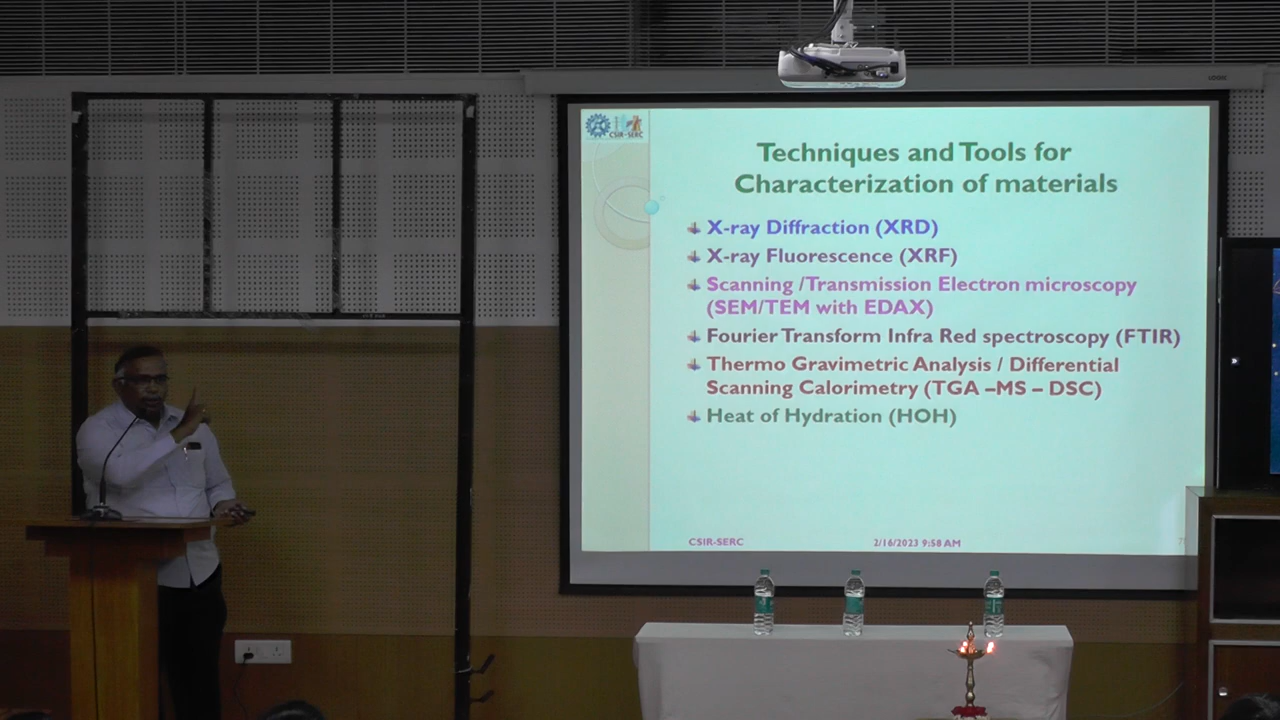 CSIR-SERC
Techniques and Tools for
Characterization of materials
X-ray Diffraction (XRD)
X-ray Fluorescence (XRF)
Scanning /Transmission Electron microscopy
(SEM/TEM with EDAX)
Fourier Transform Infra Red spectroscopy (FTIR)
Thermo Gravimetric Analysis / Differential
Scanning Calorimetry (TGA –MS – DSC)
Heat of Hydration (HOH)
CSIR-SERC
2/16/2023 9:58 AM